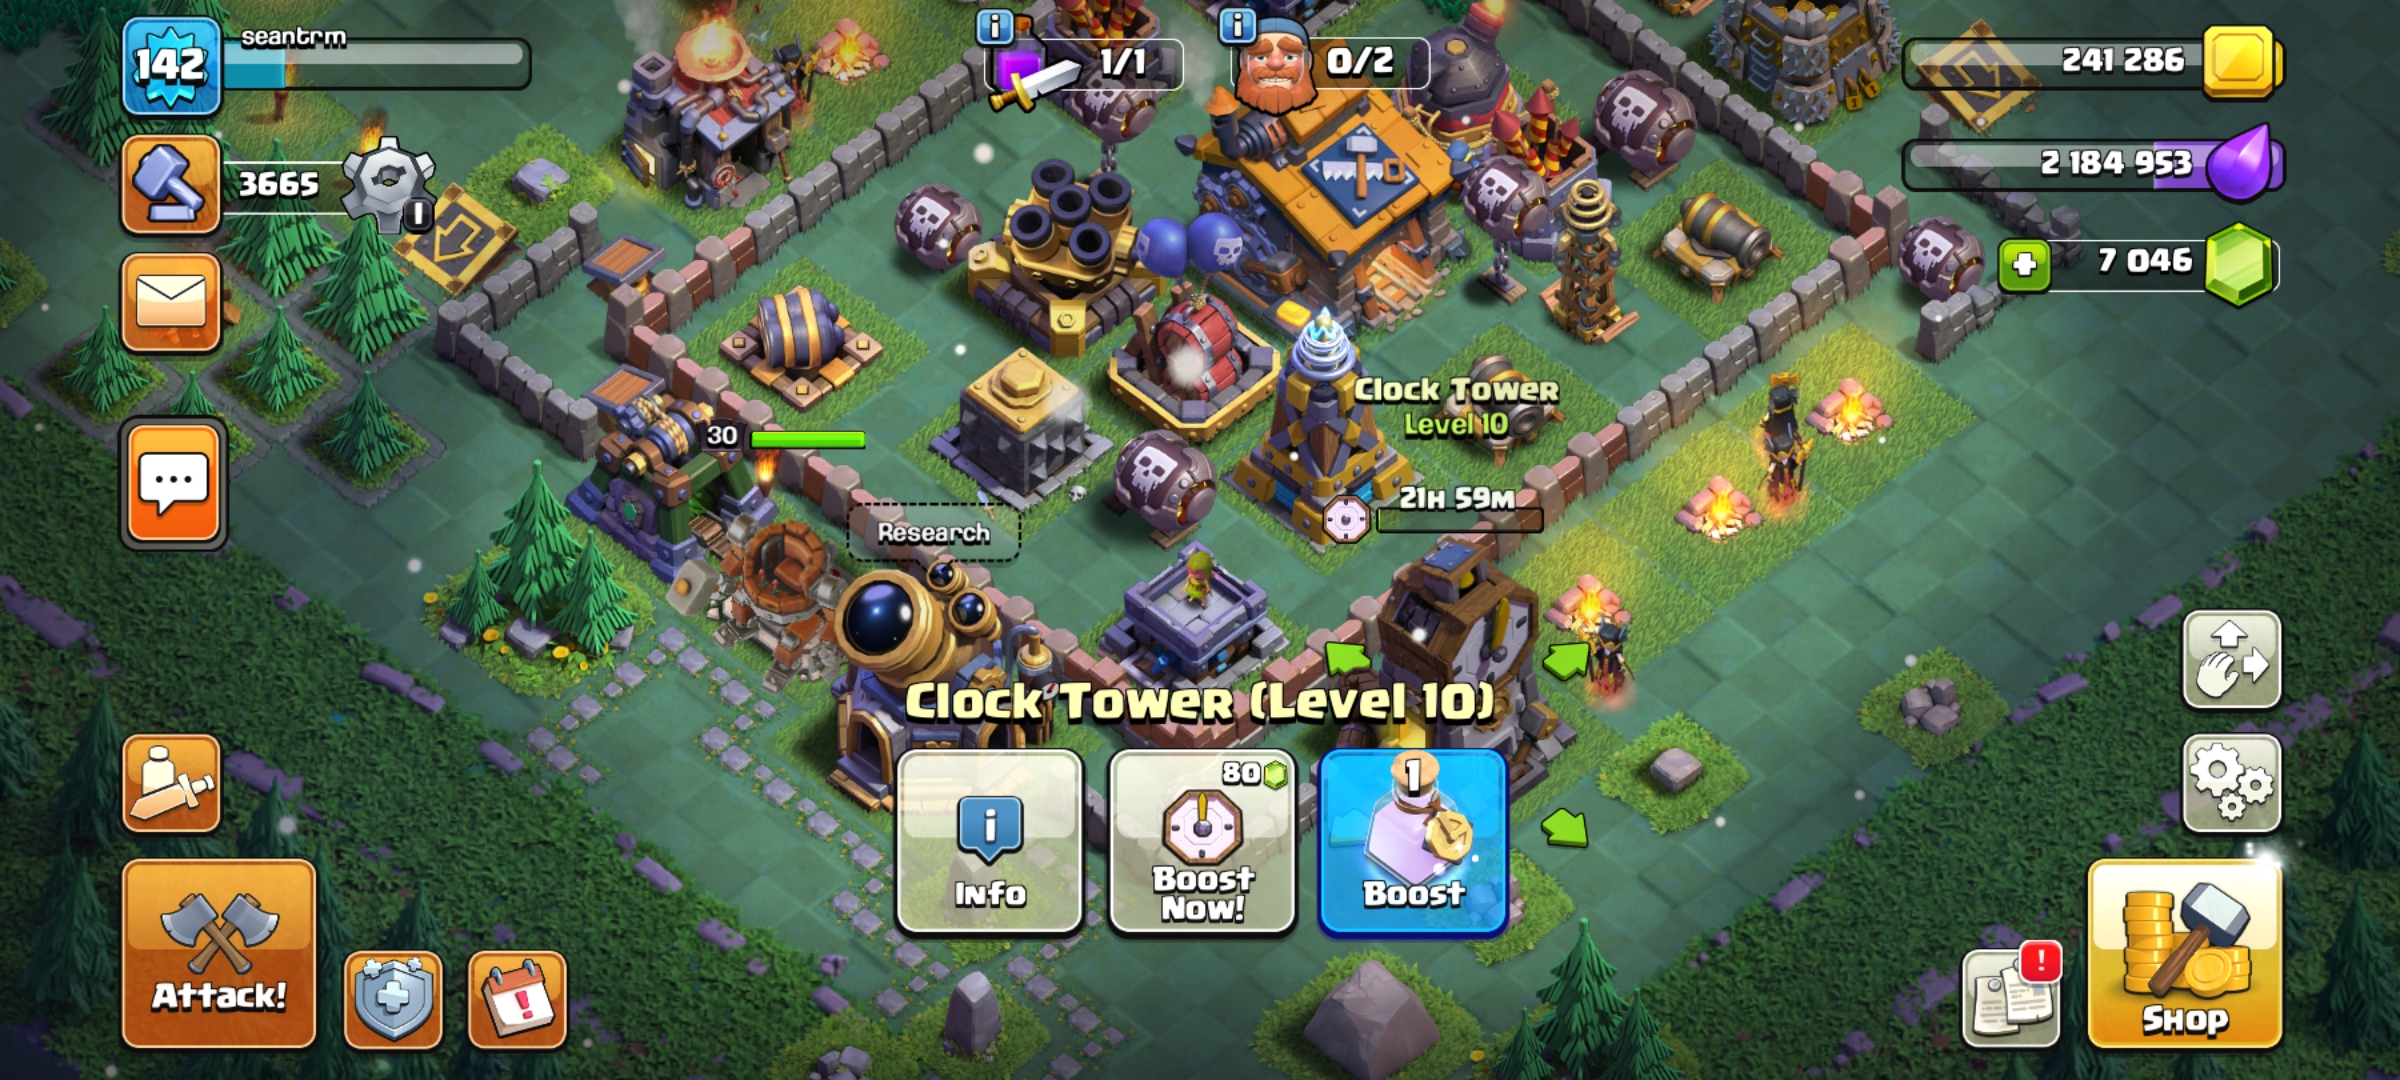 142
seantrm
1/1
0/2
241 286
3665
I
2 184 953
7 046
Clock Tower
Level 10
30
21H 59M
Research
Clock Tower (Level 10)
Info
80
Boost
Now!
1
Boost
Attack!
Shop